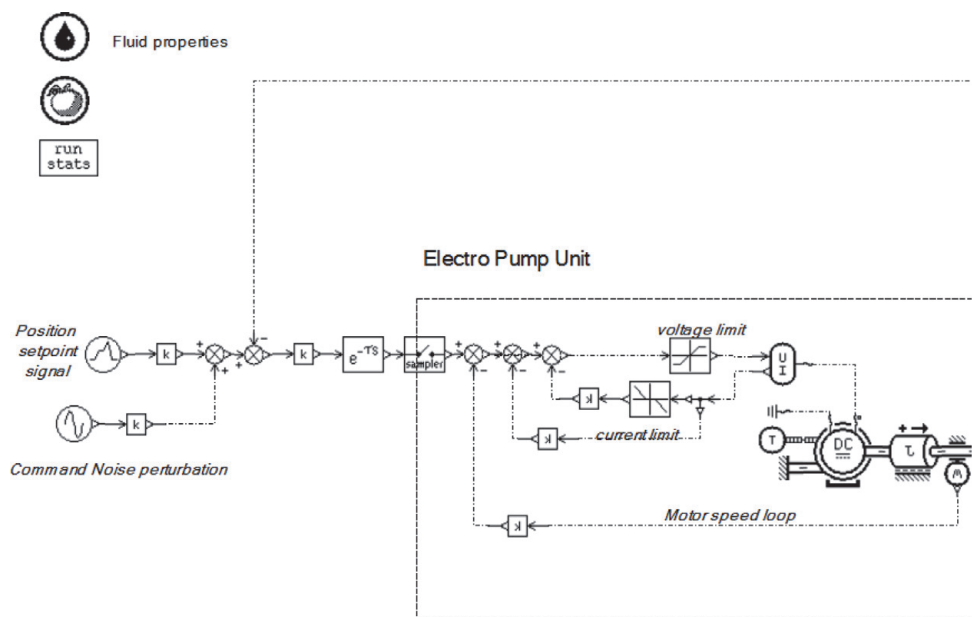 Fluid properties
run
stats
Electro Pump Unit
Position
setpoint
signal
k
k
e^-τs
sampler
voltage limit
U
I
k
k
current limit
k
Command Noise perturbation
T
DC
τ
ω
k
Motor speed loop